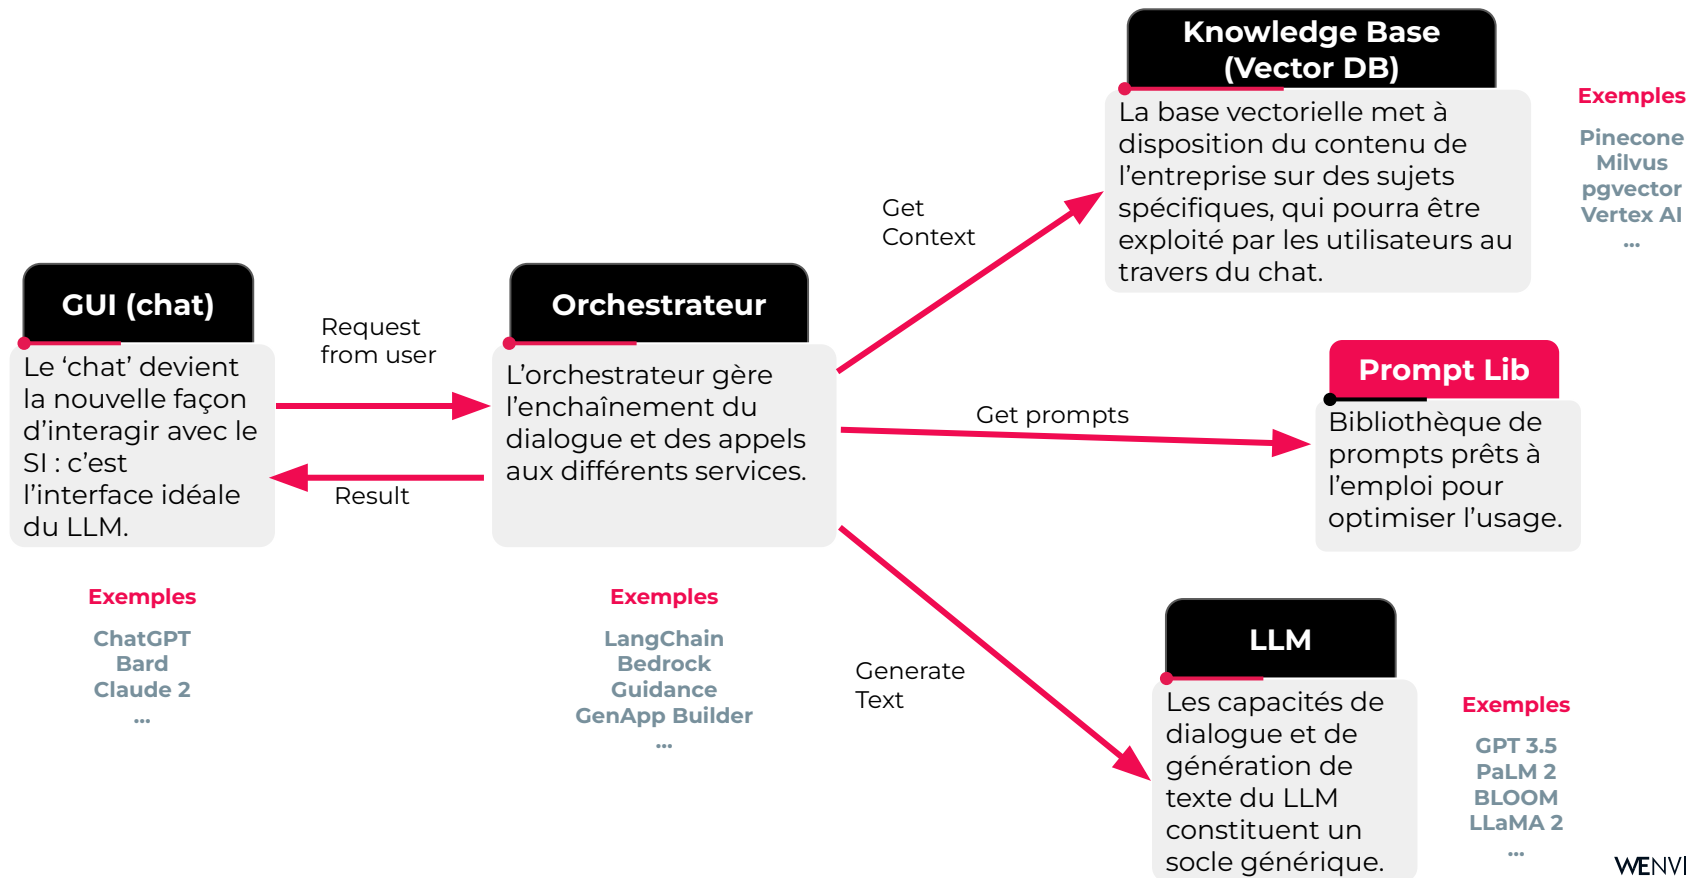 Knowledge Base
(Vector DB)
La base vectorielle met à
disposition du contenu de
l’entreprise sur des sujets
spécifiques, qui pourra être
exploité par les utilisateurs au
travers du chat.
Exemples
Pinecone
Milvus
pgvector
Vertex AI
...
Get
Context
GUI (chat)
Le ‘chat’ devient
la nouvelle façon
d’interagir avec le
SI : c’est
l’interface idéale
du LLM.
Exemples
ChatGPT
Bard
Claude 2
...
Request
from user
Result
Orchestrateur
L’orchestrateur gère
l’enchaînement du
dialogue et des appels
aux différents services.
Exemples
LangChain
Bedrock
Guidance
GenApp Builder
...
Get prompts
Prompt Lib
Bibliothèque de
prompts prêts à
l’emploi pour
optimiser l’usage.
Generate
Text
LLM
Les capacités de
dialogue et de
génération de
texte du LLM
constituent un
socle générique.
Exemples
GPT 3.5
PaLM 2
BLOOM
LLaMA 2
...
WENVI